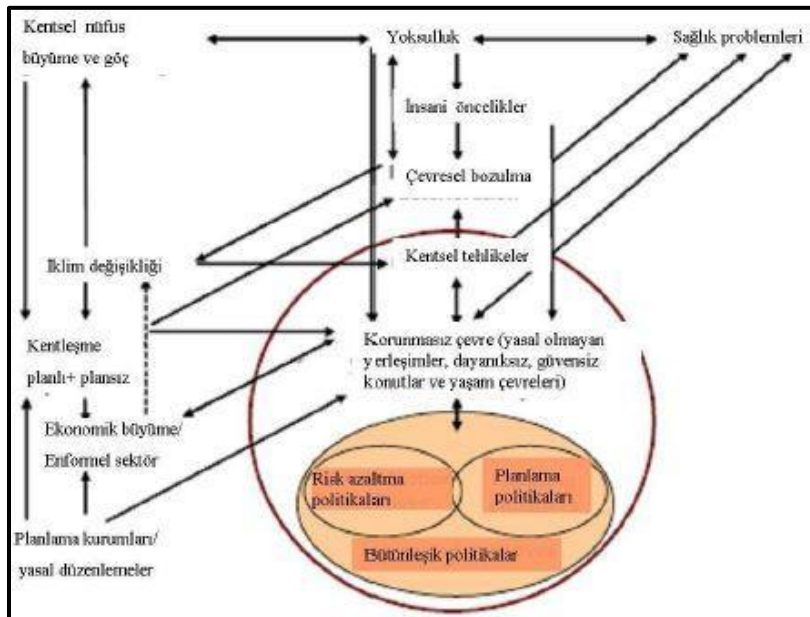 Kentsel nüfus
büyüme ve göç
Yoksulluk
Sağlık problemleri
İnsani öncelikler
Çevresel bozulma
Kentsel tehlikeler
İklim değişikliği
Korunmasız çevre (yasal olmayan
yerleşimler, dayanıksız, güvensiz
konutlar ve yaşam çevreleri)
Kentleşme
planlı+ plansız
Ekonomik büyüme/
Enformel sektör
Risk azaltma
politikaları
Planlama
politikaları
Bütünleşik politikalar
Planlama kurumları/
yasal düzenlemeler